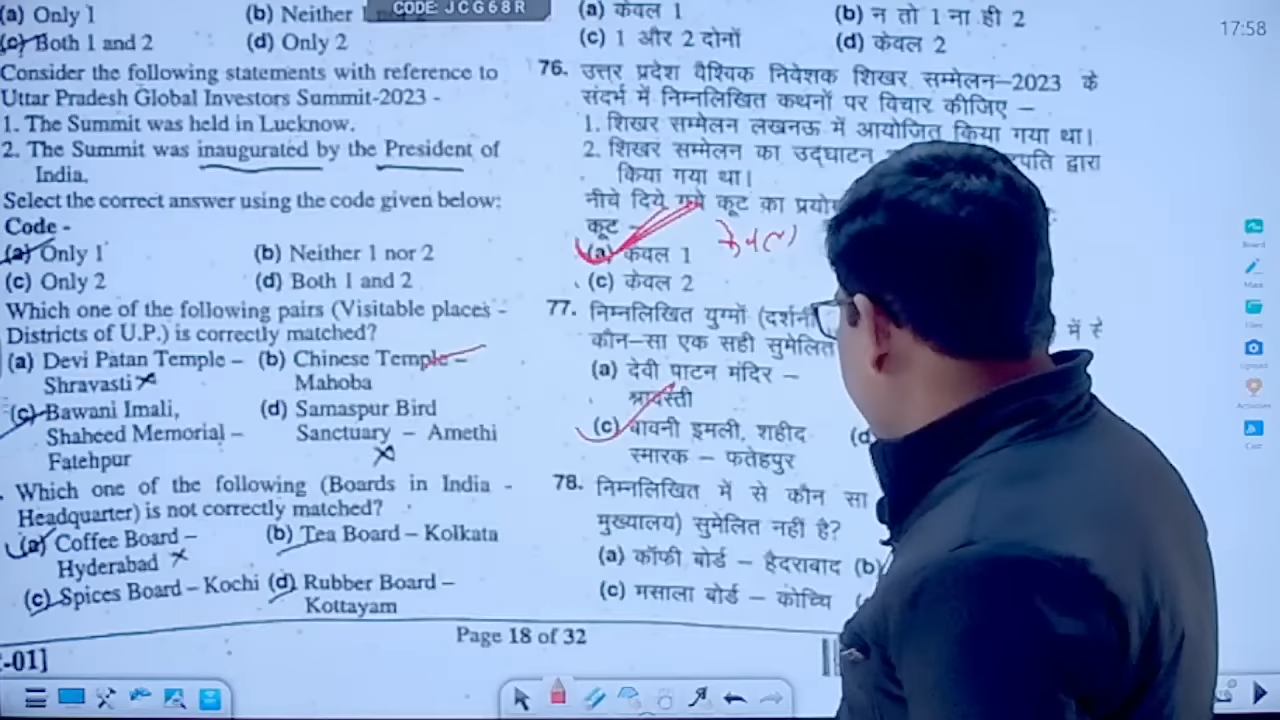 CODE: J C G 6 8 R
17:58
(a) Only 1
(b) Neither
(c) Both 1 and 2
(d) Only 2
Consider the following statements with reference to
Uttar Pradesh Global Investors Summit-2023 -
1. The Summit was held in Lucknow.
2. The Summit was inaugurated by the President of
India.
Select the correct answer using the code given below:
Code -
(a) Only 1
(b) Neither 1 nor 2
(c) Only 2
(d) Both 1 and 2
Which one of the following pairs (Visitable places -
Districts of U.P.) is correctly matched?
(a) Devi Patan Temple –
Shravasti
(b) Chinese Temple –
Mahoba
(c) Bawani Imali,
Shaheed Memorial –
Fatehpur
(d) Samaspur Bird
Sanctuary – Amethi
Which one of the following (Boards in India -
Headquarter) is not correctly matched?
(a) Coffee Board –
Hyderabad
(b) Tea Board – Kolkata
(c) Spices Board – Kochi
(d) Rubber Board –
Kottayam
(a) केवल 1
(b) न तो 1 ना ही 2
(c) 1 और 2 दोनों
(d) केवल 2
76. उत्तर प्रदेश वैश्विक निवेशक शिखर सम्मेलन–2023 के
संदर्भ में निम्नलिखित कथनों पर विचार कीजिए –
1. शिखर सम्मेलन लखनऊ में आयोजित किया गया था।
2. शिखर सम्मेलन का उद्घाटन द्वारा
किया गया था।
नीचे दिये गये कूट का
कूट –
(a) केवल 1
(c) केवल 2
77. निम्नलिखित युग्मों में से
कौन–सा एक सही सुमेलित
(a) देवी पाटन मंदिर –
श्रावस्ती
(c) बावनी इमली, शहीद
स्मारक – फतेहपुर
(d
78. निम्नलिखित में से कौन सा
मुख्यालय) सुमेलित नहीं है?
(a) कॉफी बोर्ड – हैदराबाद (b)
(c) मसाला बोर्ड – कोच्चि
Page 18 of 32
-01]